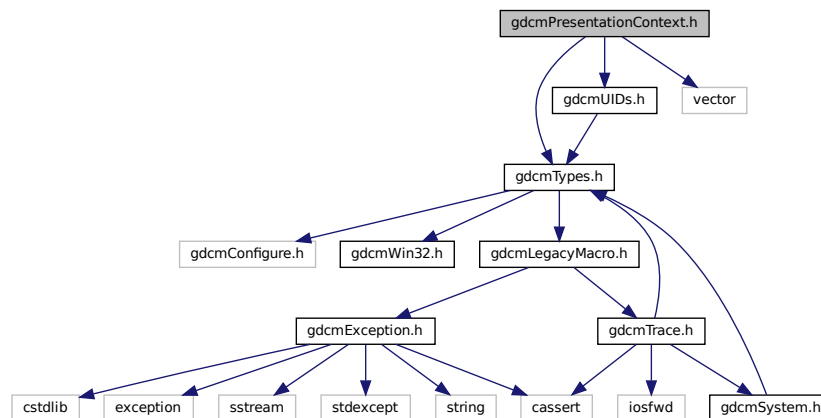 gdcmPresentationContext.h
gdcmUIDs.h
vector
gdcmTypes.h
gdcmConfigure.h
gdcmWin32.h
gdcmLegacyMacro.h
gdcmException.h
gdcmTrace.h
cstdlib
exception
sstream
stdexcept
string
cassert
iosfwd
gdcmSystem.h